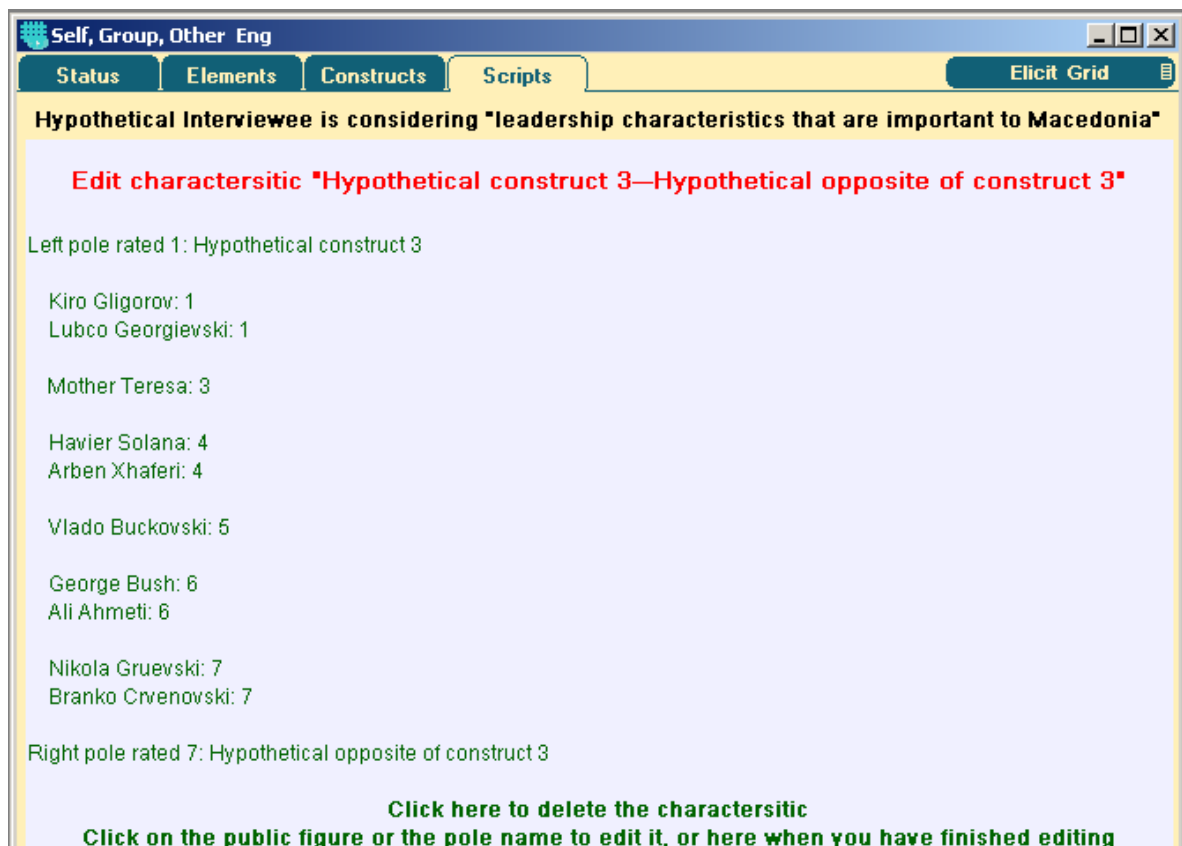 Self, Group, Other Eng
Status Elements Constructs Scripts Elicit Grid
Hypothetical Interviewee is considering "leadership characteristics that are important to Macedonia"
Edit charactersitic "Hypothetical construct 3—Hypothetical opposite of construct 3"
Left pole rated 1: Hypothetical construct 3
Kiro Gligorov: 1
Lubco Georgievski: 1
Mother Teresa: 3
Havier Solana: 4
Arben Xhaferi: 4
Vlado Buckovski: 5
George Bush: 6
Ali Ahmeti: 6
Nikola Gruevski: 7
Branko Crvenovski: 7
Right pole rated 7: Hypothetical opposite of construct 3
Click here to delete the charactersitic
Click on the public figure or the pole name to edit it, or here when you have finished editing